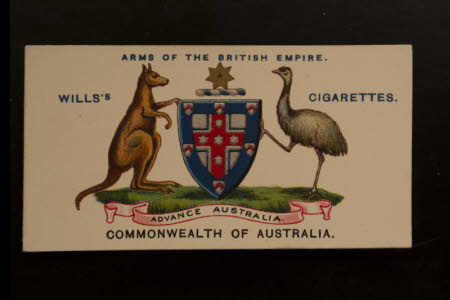 ARMS OF THE BRITISH EMPIRE.
WILLS'S CIGARETTES.
ADVANCE AUSTRALIA.
COMMONWEALTH OF AUSTRALIA.